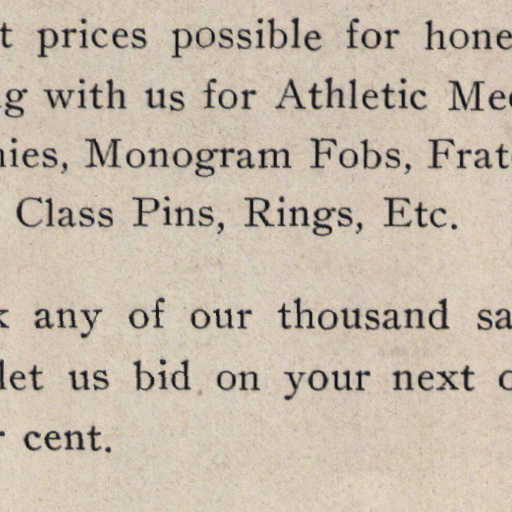 t prices possible for hone
g with us for Athletic Me
nies, Monogram Fobs, Frat
Class Pins, Rings, Etc.
k any of our thousand sa
let us bid on your next o
r cent.